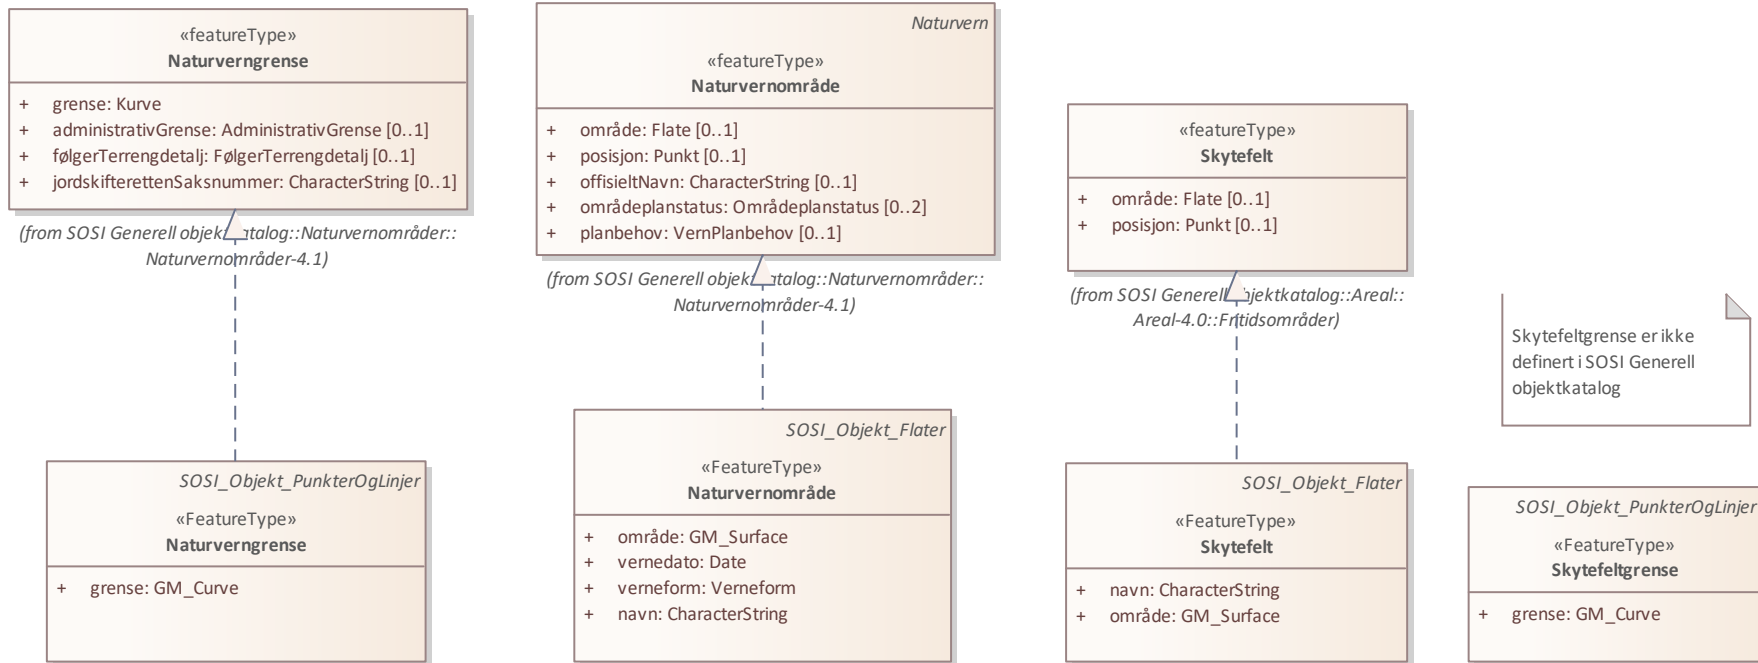 «featureType»
Naturverngrense
+ grense: Kurve
+ administrativGrense: AdministrativGrense [0..1]
+ følgerTerrengdetalj: FølgerTerrengdetalj [0..1]
+ jordskifterettenSaksnummer: CharacterString [0..1]
(from SOSI Generell objektkatalog::Naturvernområder::
Naturvernområder-4.1)
Naturvern
«featureType»
Naturvernområde
+ område: Flate [0..1]
+ posisjon: Punkt [0..1]
+ offisieltNavn: CharacterString [0..1]
+ områdeplanstatus: Områdeplanstatus [0..2]
+ planbehov: VernPlanbehov [0..1]
(from SOSI Generell objektkatalog::Naturvernområder::
Naturvernområder-4.1)
«featureType»
Skytefelt
+ område: Flate [0..1]
+ posisjon: Punkt [0..1]
(from SOSI Generell objektkatalog::Areal::
Areal-4.0::Fritidsområder)
Skytefeltgrense er ikke
definert i SOSI Generell
objektkatalog
SOSI_Objekt_PunkterOgLinjer
«FeatureType»
Naturverngrense
+ grense: GM_Curve
SOSI_Objekt_Flater
«FeatureType»
Naturvernområde
+ område: GM_Surface
+ vernedato: Date
+ verneform: Verneform
+ navn: CharacterString
SOSI_Objekt_Flater
«FeatureType»
Skytefelt
+ navn: CharacterString
+ område: GM_Surface
SOSI_Objekt_PunkterOgLinjer
«FeatureType»
Skytefeltgrense
+ grense: GM_Curve